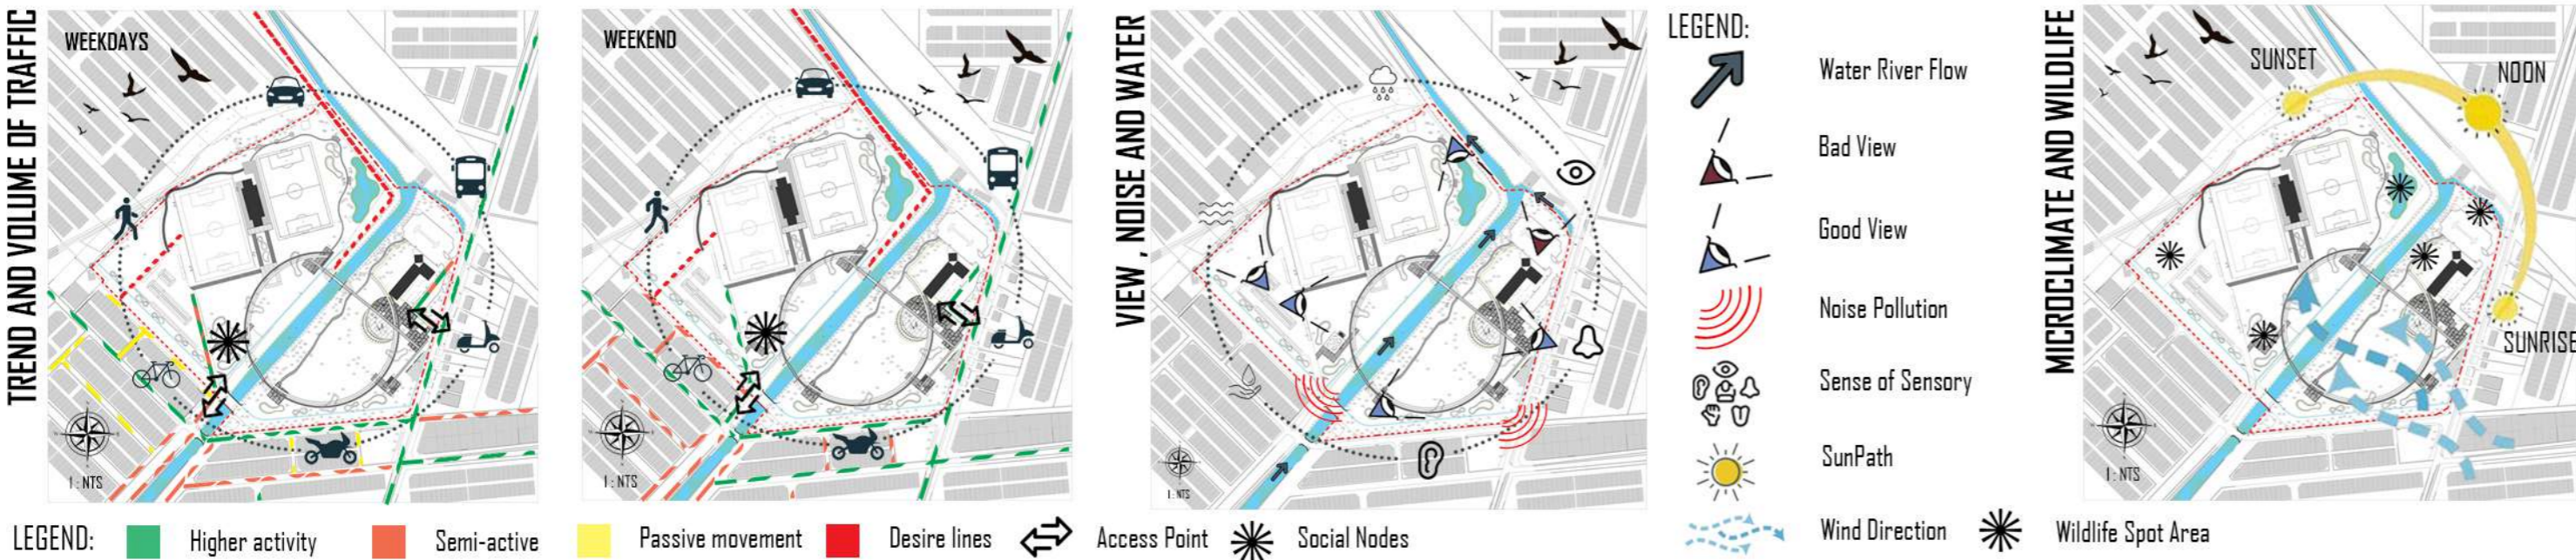 TREND AND VOLUME OF TRAFFIC
WEEKDAYS
1 : NTS
WEEKEND
1 : NTS
LEGEND:
Higher activity
Semi-active
Passive movement
Desire lines
Access Point
Social Nodes
VIEW , NOISE AND WATER
1 : NTS
LEGEND:
Water River Flow
Bad View
Good View
Noise Pollution
Sense of Sensory
SunPath
Wind Direction
Wildlife Spot Area
MICROCLIMATE AND WILDLIFE
SUNSET
NOON
SUNRISE
1 : NTS